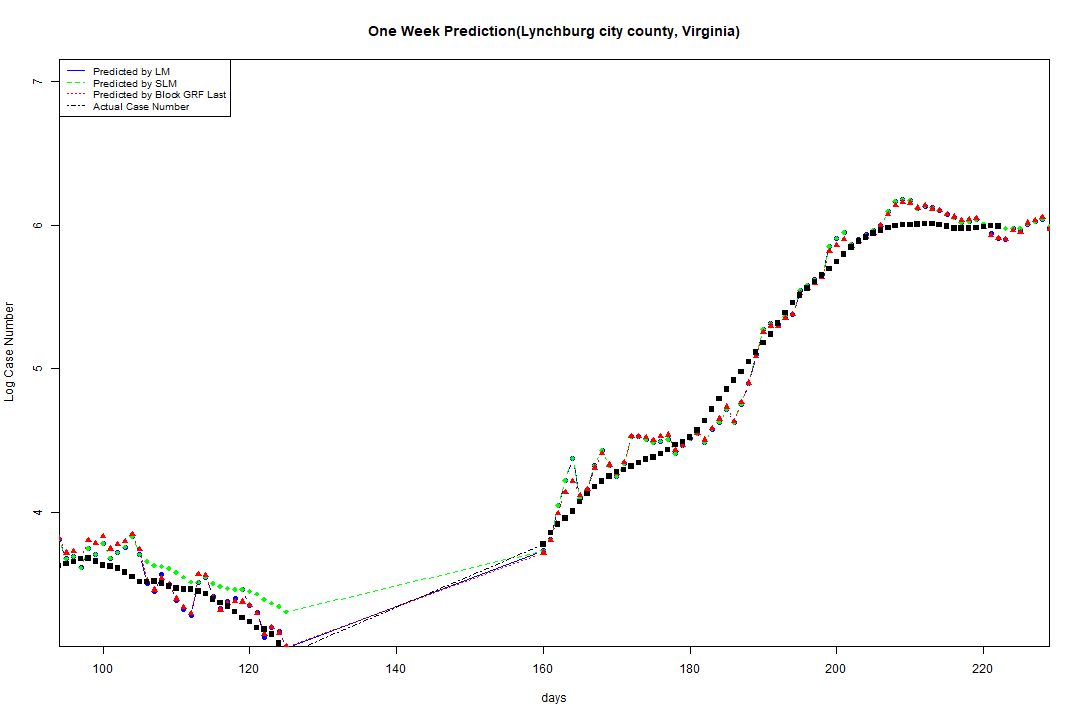 One Week Prediction(Lynchburg city county, Virginia)
Predicted by LM
Predicted by SLM
Predicted by Block GRF Last
Actual Case Number
7
6
5
4
Log Case Number
100 120 140 160 180 200 220
days